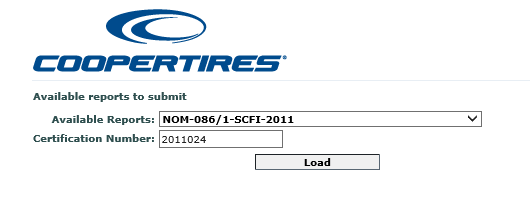 COOPERTIRES®
Available reports to submit
Available Reports: NOM-086/1-SCFI-2011
Certification Number: 2011024
Load